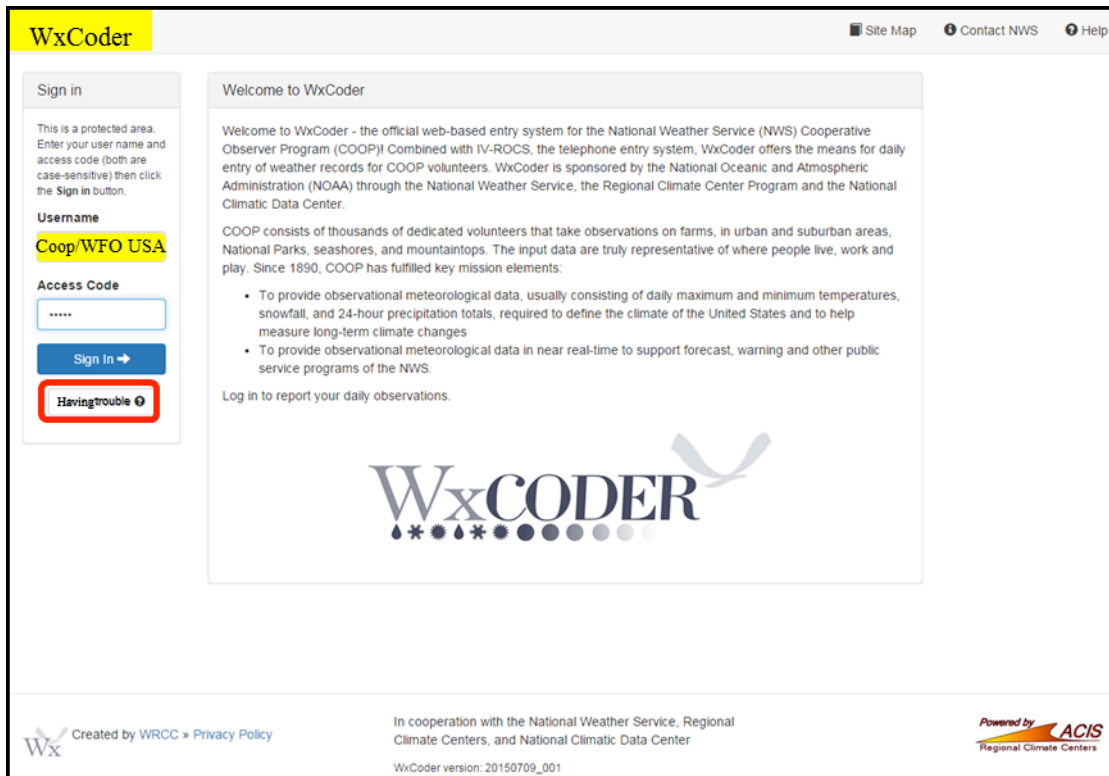 WxCoder
Site Map
Contact NWS
Help
Sign in
This is a protected area.
Enter your user name and
access code (both are
case-sensitive) then click
the Sign in button.
Username
Coop/WFO USA
Access Code
•••••
Sign In
Havingtrouble
Welcome to WxCoder
Welcome to WxCoder - the official web-based entry system for the National Weather Service (NWS) Cooperative
Observer Program (COOP)! Combined with IV-ROCS, the telephone entry system, WxCoder offers the means for daily
entry of weather records for COOP volunteers. WxCoder is sponsored by the National Oceanic and Atmospheric
Administration (NOAA) through the National Weather Service, the Regional Climate Center Program and the National
Climatic Data Center.
COOP consists of thousands of dedicated volunteers that take observations on farms, in urban and suburban areas,
National Parks, seashores, and mountaintops. The input data are truly representative of where people live, work and
play. Since 1890, COOP has fulfilled key mission elements:
• To provide observational meteorological data, usually consisting of daily maximum and minimum temperatures,
snowfall, and 24-hour precipitation totals, required to define the climate of the United States and to help
measure long-term climate changes
• To provide observational meteorological data in near real-time to support forecast, warning and other public
service programs of the NWS.
Log in to report your daily observations.
WxCODER
Wx
Created by WRCC » Privacy Policy
In cooperation with the National Weather Service, Regional
Climate Centers, and National Climatic Data Center
WxCoder version: 20150709_001
Powered by
ACIS
Regional Climate Centers